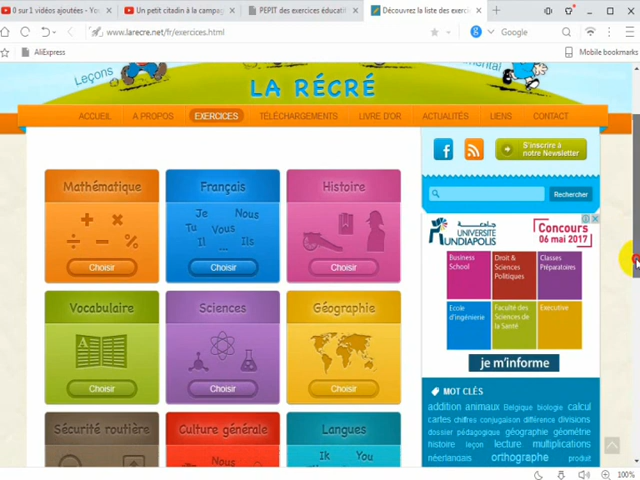 0 sur 1 vidéos ajoutées - Yo
Un petit citadin à la campag
PEPIT des exercices éducatif
Découvrez la liste des exerc
www.larecre.net/fr/exercices.html
Google
AliExpress
Mobile bookmarks
Leçons
LA RÉCRÉ
ACCUEIL
A PROPOS
EXERCICES
TÉLÉCHARGEMENTS
LIVRE D'OR
ACTUALITÉS
LIENS
CONTACT
S'inscrire à
notre Newsletter
Rechercher
Mathématique
Français
Histoire
Je Nous
Tu Vous
Il ... Ils
Choisir
Choisir
Choisir
Vocabulaire
Sciences
Géographie
A
Choisir
Choisir
Choisir
Sécurité routière
Culture générale
Langues
Nous
Ik You
UNIVERSITÉ
MUNDIAPOLIS
Concours
06 mai 2017
Business
School
Droit &
Sciences
Politiques
Classes
Préparatoires
Ecole
d'ingénierie
Faculté des
Sciences de
la Santé
Executive
je m'informe
MOT CLÉS
addition animaux Belgique biologie calcul
cartes chiffres conjugaison différence divisions
dossier pédagogique géographie géométrie
histoire leçon lecture multiplications
néerlandais orthographe produit
100%